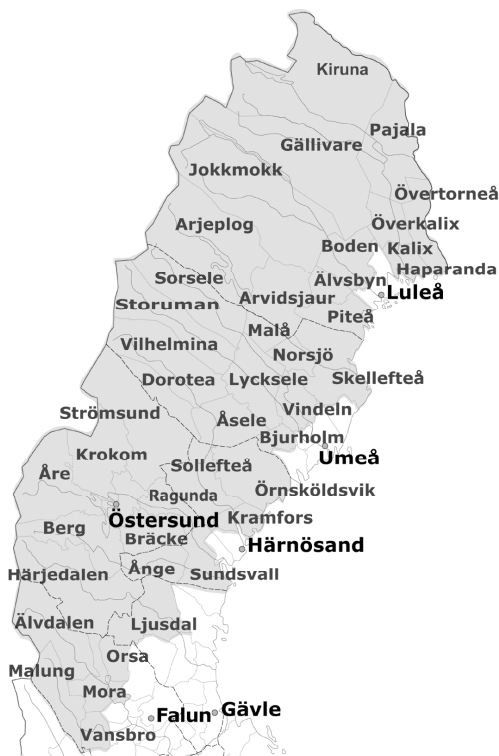 Kiruna
Pajala
Gällivare
Jokkmokk
Övertorneå
Arjeplog
Överkalix
Boden
Kalix
Haparanda
Sorsele
Älvsbyn
Luleå
Storuman
Arvidsjaur
Piteå
Malå
Vilhelmina
Norsjö
Dorotea
Lycksele
Skellefteå
Strömsund
Vindeln
Åsele
Bjurholm
Krokom
Umeå
Åre
Sollefteå
Ragunda
Örnsköldsvik
Östersund
Kramfors
Berg
Bräcke
Härnösand
Härjedalen
Ånge
Sundsvall
Älvdalen
Ljusdal
Orsa
Malung
Mora
Falun
Gävle
Vansbro